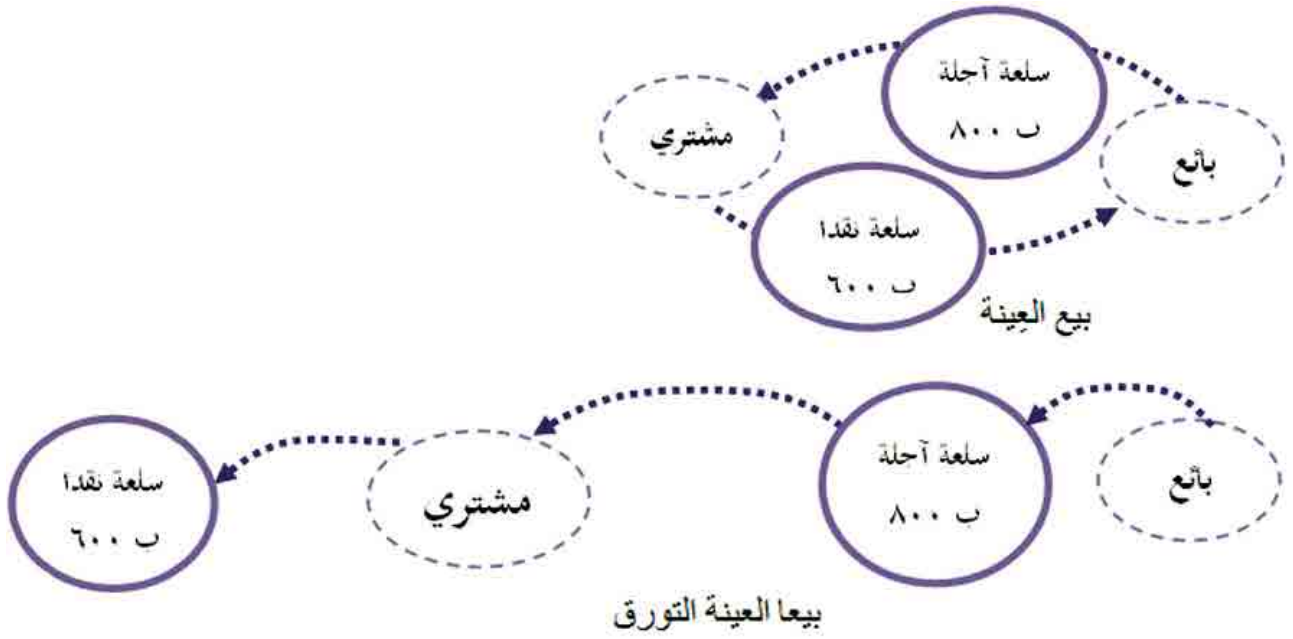 سلعة آجلة
ب ٨٠٠
بائع
مشتري
سلعة نقدا
ب ٦٠٠
بيع العِينة
بائع
سلعة آجلة
ب ٨٠٠
مشتري
سلعة نقدا
ب ٦٠٠
بيعا العينة التورق